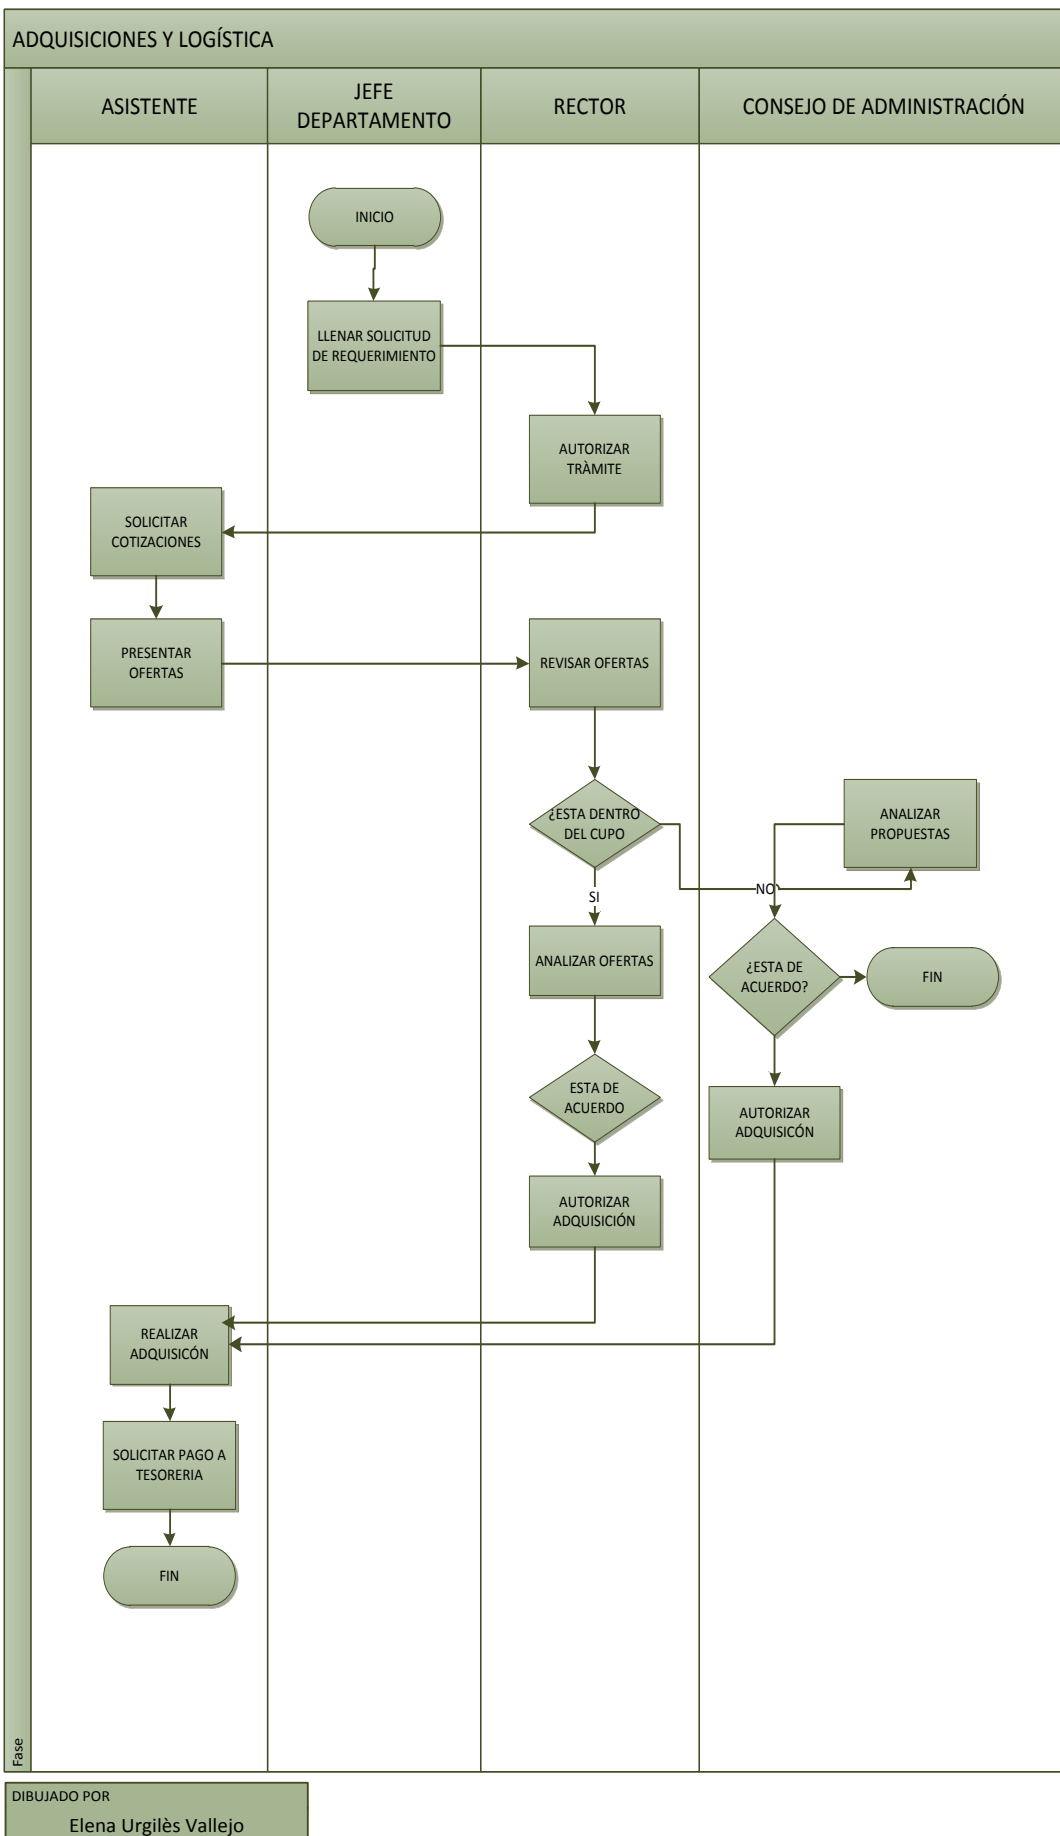 ADQUISICIONES Y LOGÍSTICA
ASISTENTE
JEFE
DEPARTAMENTO
RECTOR
CONSEJO DE ADMINISTRACIÓN
INICIO
LLENAR SOLICITUD
DE REQUERIMIENTO
AUTORIZAR
TRÀMITE
SOLICITAR
COTIZACIONES
PRESENTAR
OFERTAS
REVISAR OFERTAS
¿ESTA DENTRO
DEL CUPO
ANALIZAR
PROPUESTAS
NO
SI
ANALIZAR OFERTAS
¿ESTA DE
ACUERDO?
FIN
ESTA DE
ACUERDO
AUTORIZAR
ADQUISICÓN
AUTORIZAR
ADQUISICIÓN
REALIZAR
ADQUISICÓN
SOLICITAR PAGO A
TESORERIA
FIN
Fase
DIBUJADO POR
Elena Urgilès Vallejo